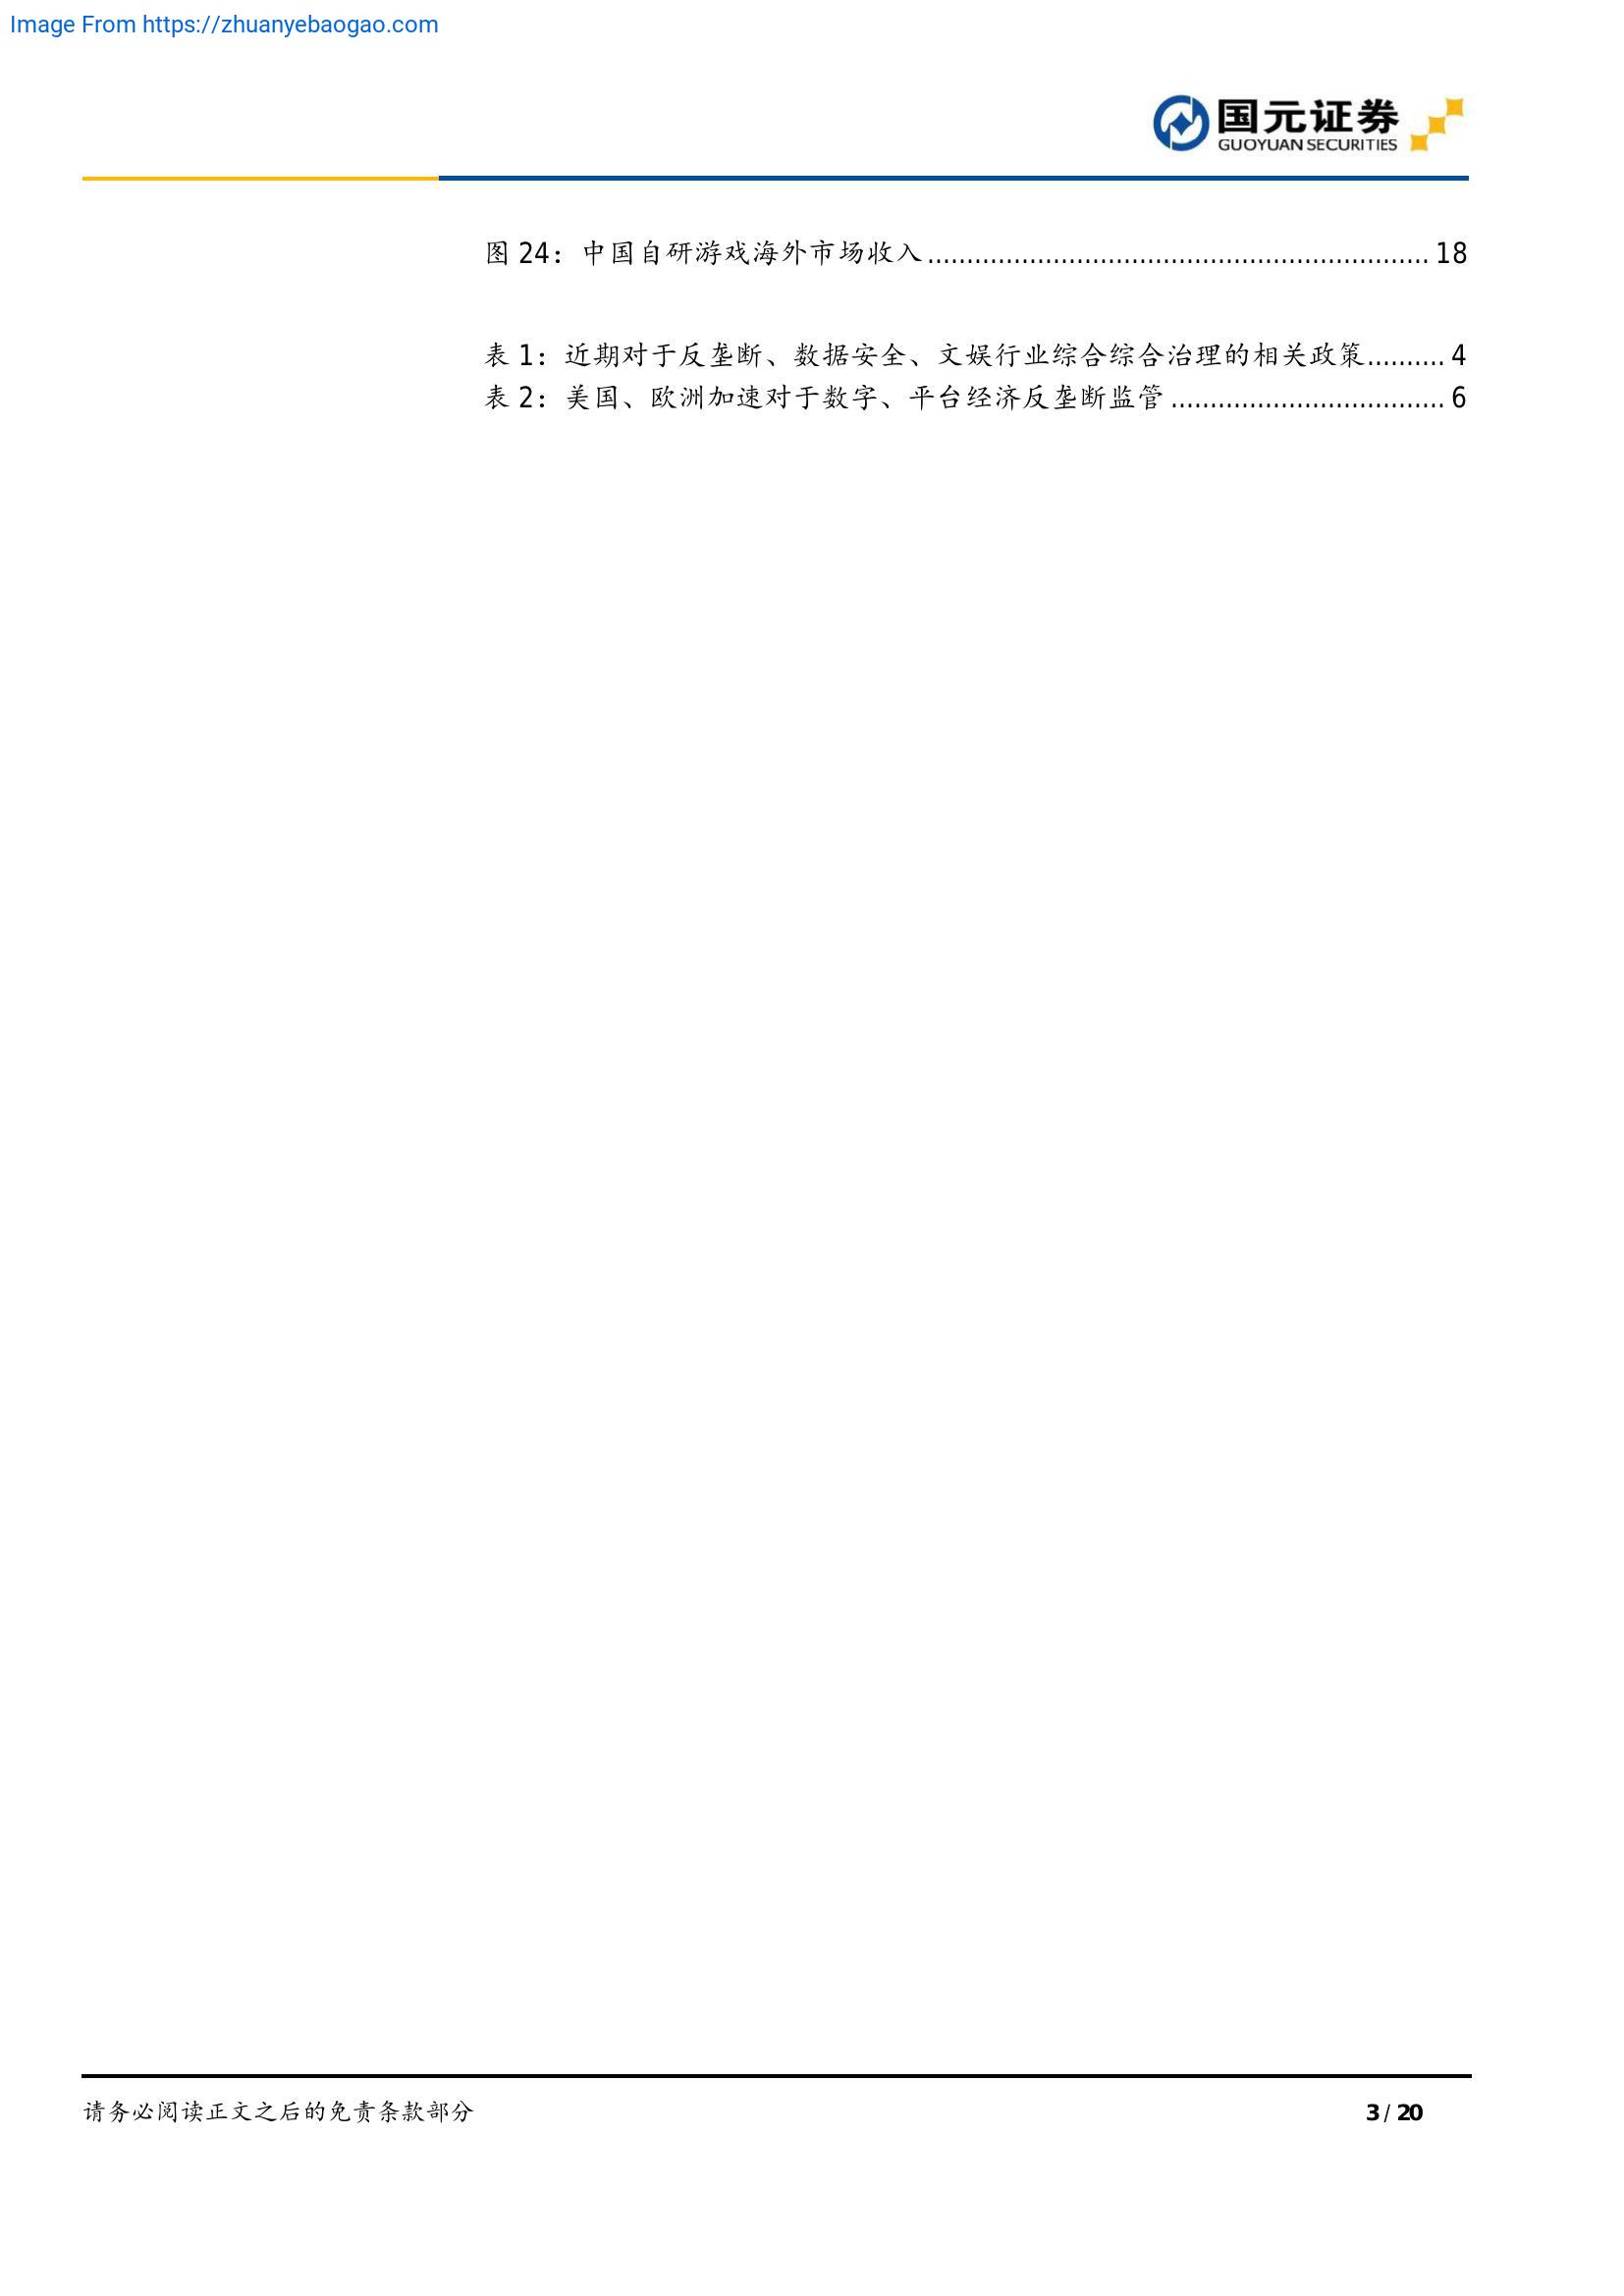 Image From https://zhuanyebaogao.com
国元证券
GUOYUAN SECURITIES
图 24：中国自研游戏海外市场收入................................................................ 18
表 1：近期对于反垄断、数据安全、文娱行业综合综合治理的相关政策.......... 4
表 2：美国、欧洲加速对于数字、平台经济反垄断监管................................... 6
请务必阅读正文之后的免责条款部分
3 / 20